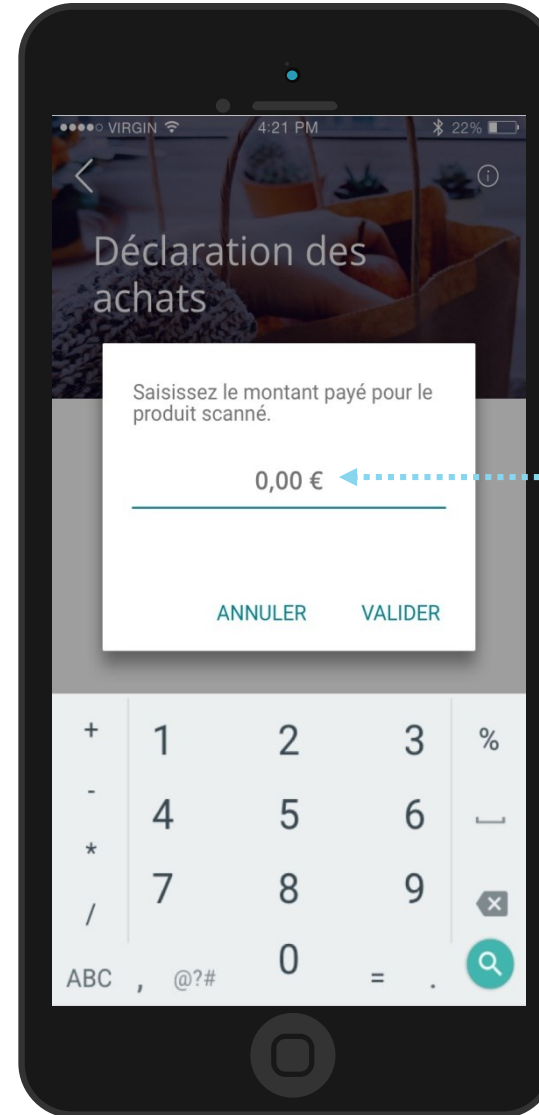 VIRGIN 4:21 PM 22%
Déclaration des
achats
Saisissez le montant payé pour le
produit scanné.
0,00 €
ANNULER VALIDER
+ 1 2 3 %
- 4 5 6
* 7 8 9
/ 0
ABC , @?# = .